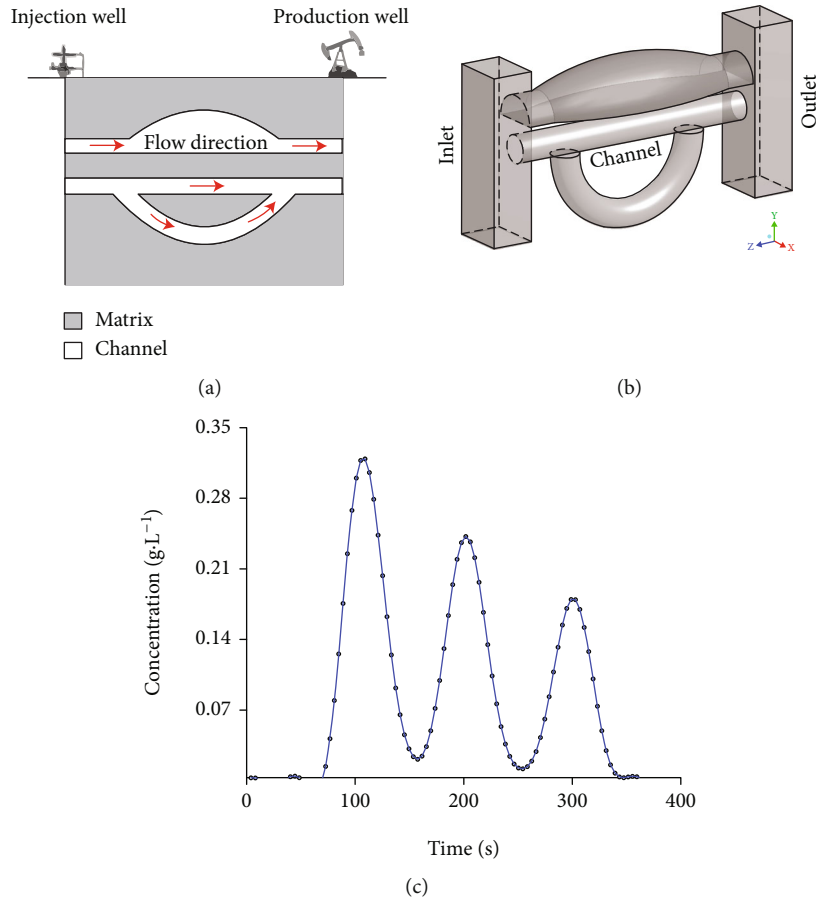 Injection well
Production well
Flow direction
Matrix
Channel
(a)
Inlet
Channel
Outlet
Y
Z
X
(b)
0.35
0.28
0.21
0.14
0.07
Concentration (g·L⁻¹)
0
100
200
300
400
Time (s)
(c)